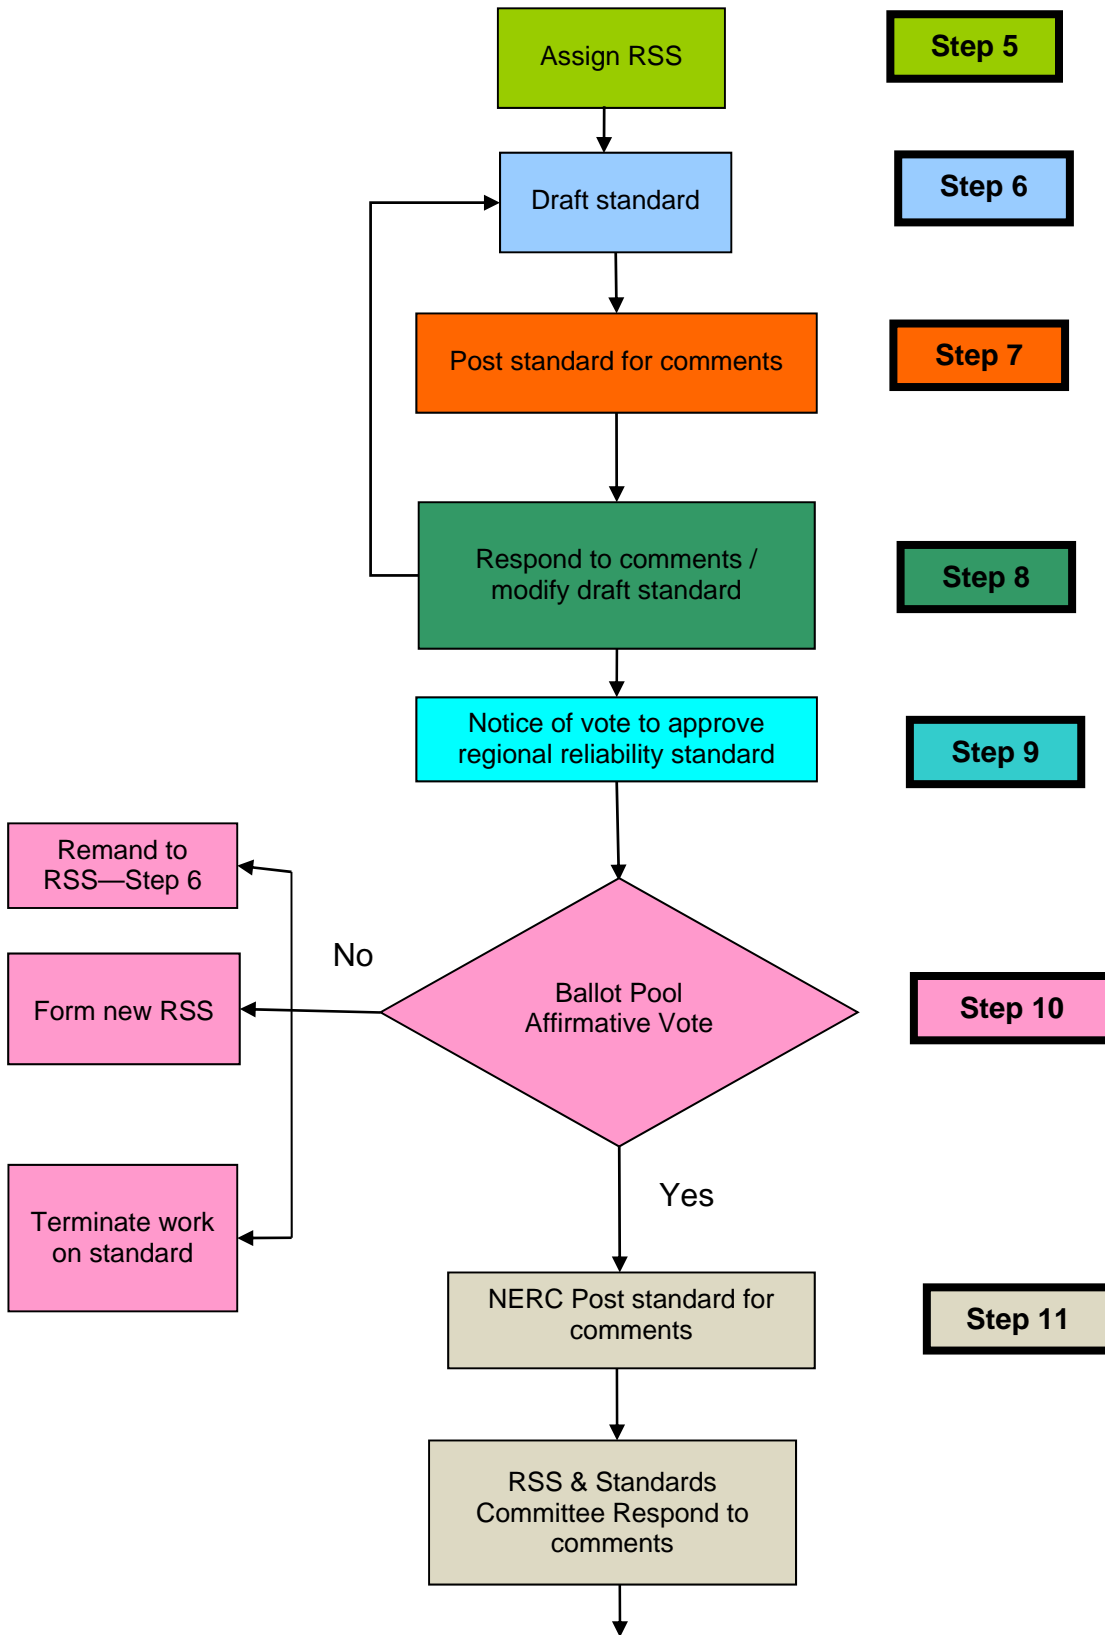 Assign RSS
Step 5
Draft standard
Step 6
Post standard for comments
Step 7
Respond to comments /
modify draft standard
Step 8
Notice of vote to approve
regional reliability standard
Step 9
Remand to
RSS—Step 6
No
Form new RSS
Ballot Pool
Affirmative Vote
Step 10
Yes
Terminate work
on standard
NERC Post standard for
comments
Step 11
RSS & Standards
Committee Respond to
comments